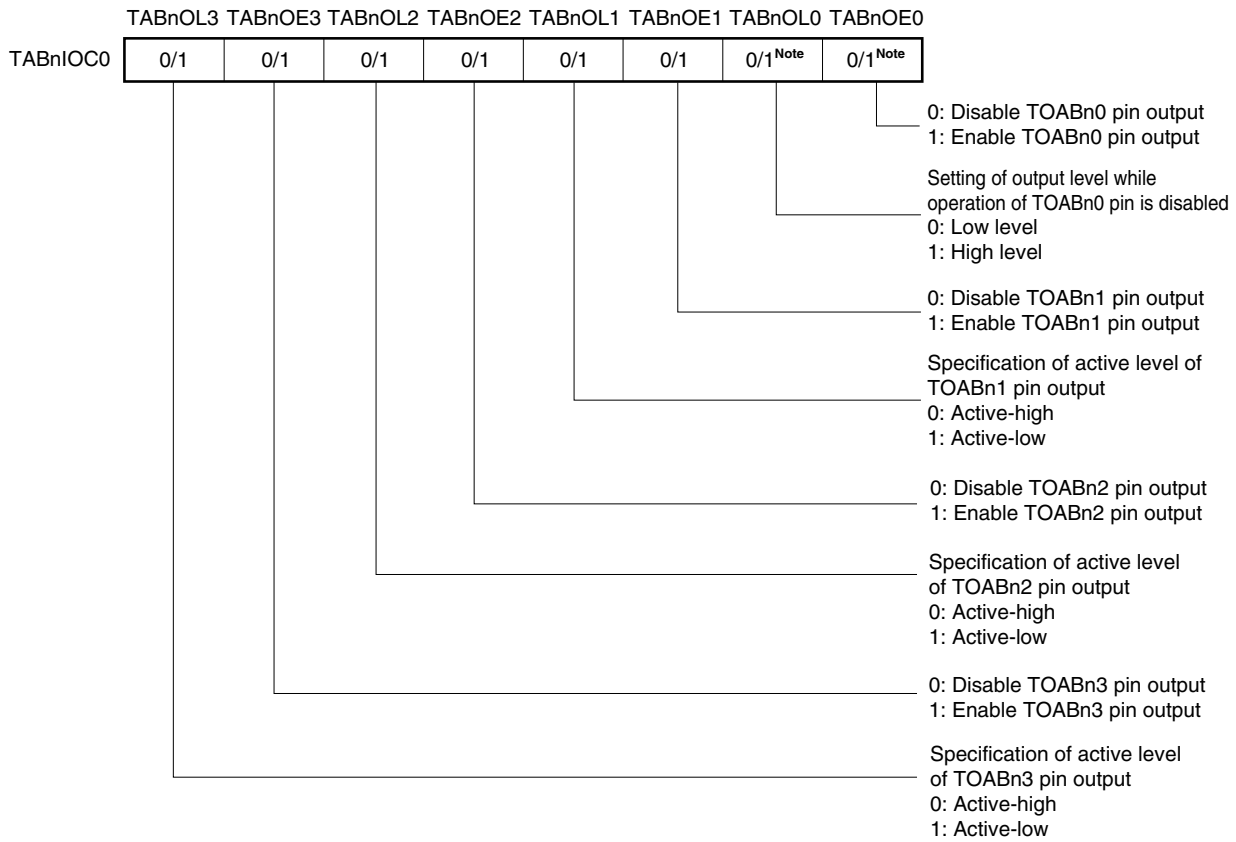 TABnOL3 TABnOE3 TABnOL2 TABnOE2 TABnOL1 TABnOE1 TABnOL0 TABnOE0
TABnIOC0 0/1 0/1 0/1 0/1 0/1 0/1 0/1Note 0/1Note
0: Disable TOABn0 pin output
1: Enable TOABn0 pin output
Setting of output level while
operation of TOABn0 pin is disabled
0: Low level
1: High level
0: Disable TOABn1 pin output
1: Enable TOABn1 pin output
Specification of active level of
TOABn1 pin output
0: Active-high
1: Active-low
0: Disable TOABn2 pin output
1: Enable TOABn2 pin output
Specification of active level
of TOABn2 pin output
0: Active-high
1: Active-low
0: Disable TOABn3 pin output
1: Enable TOABn3 pin output
Specification of active level
of TOABn3 pin output
0: Active-high
1: Active-low